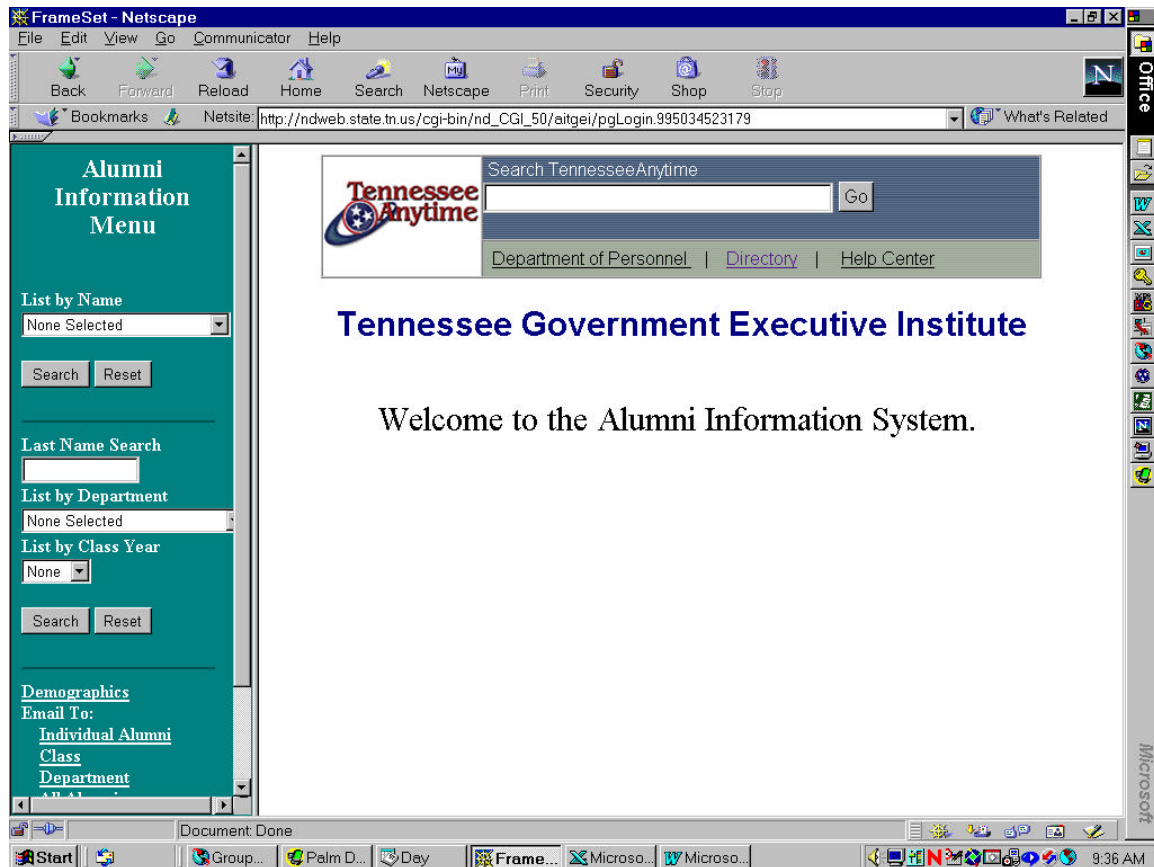 FrameSet - Netscape
File Edit View Go Communicator Help
Back Forward Reload Home Search Netscape Print Security Shop Stop
N
Bookmarks Netsite: http://ndweb.state.tn.us/cgi-bin/nd_CGI_50/aitgei/pgLogin.995034523179 What's Related
Office
Alumni
Information
Menu
List by Name
None Selected
Search Reset
Last Name Search
List by Department
None Selected
List by Class Year
None
Search Reset
Demographics
Email To:
Individual Alumni
Class
Department
Tennessee
Anytime
Search TennesseeAnytime
Go
Department of Personnel | Directory | Help Center
Tennessee Government Executive Institute
Welcome to the Alumni Information System.
Microsoft
Document: Done
Start Group... Palm D... Day Frame... Microso... Microso... 9:36 AM